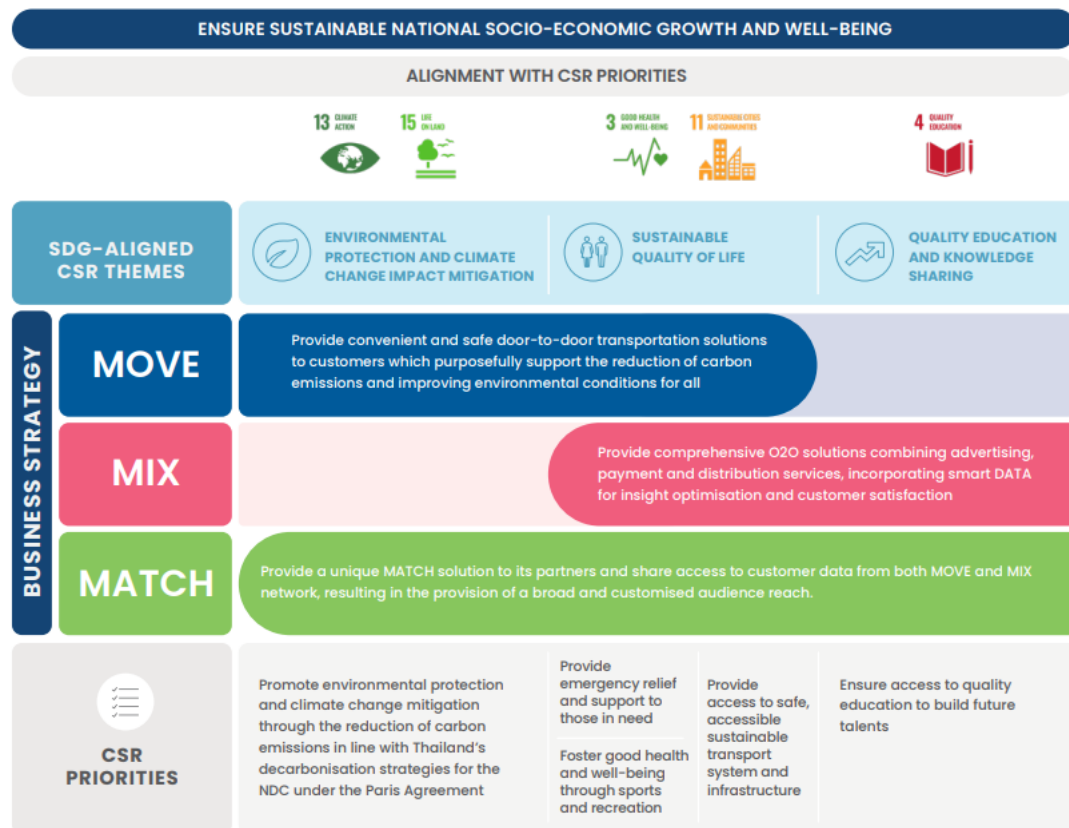 ENSURE SUSTAINABLE NATIONAL SOCIO-ECONOMIC GROWTH AND WELL-BEING
ALIGNMENT WITH CSR PRIORITIES
13 CLIMATE
ACTION
15 LIFE
ON LAND
3 GOOD HEALTH
AND WELL-BEING
11 SUSTAINABLE CITIES
AND COMMUNITIES
4 QUALITY
EDUCATION
SDG-ALIGNED
CSR THEMES
ENVIRONMENTAL
PROTECTION AND CLIMATE
CHANGE IMPACT MITIGATION
SUSTAINABLE
QUALITY OF LIFE
QUALITY EDUCATION
AND KNOWLEDGE
SHARING
BUSINESS STRATEGY
MOVE
Provide convenient and safe door-to-door transportation solutions
to customers which purposefully support the reduction of carbon
emissions and improving environmental conditions for all
MIX
Provide comprehensive O2O solutions combining advertising,
payment and distribution services, incorporating smart DATA
for insight optimisation and customer satisfaction
MATCH
Provide a unique MATCH solution to its partners and share access to customer data from both MOVE and MIX
network, resulting in the provision of a broad and customised audience reach.
CSR
PRIORITIES
Promote environmental protection
and climate change mitigation
through the reduction of carbon
emissions in line with Thailand's
decarbonisation strategies for the
NDC under the Paris Agreement
Provide
emergency relief
and support to
those in need
Foster good health
and well-being
through sports
and recreation
Provide
access to safe,
accessible
sustainable
transport
system and
infrastructure
Ensure access to quality
education to build future
talents